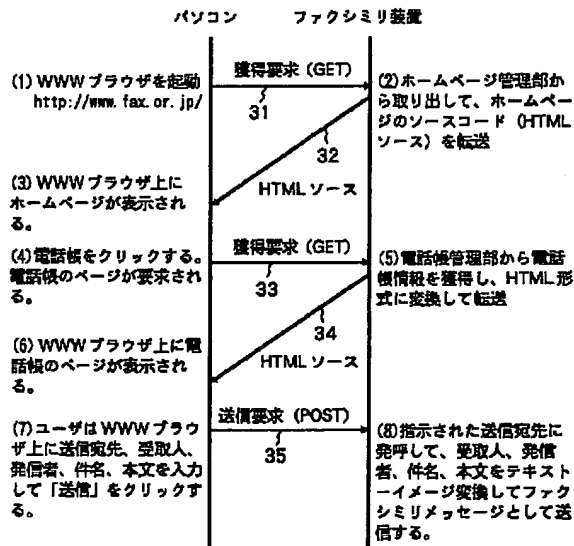 パソコン
ファクシミリ装置
(1) WWW ブラウザを起動
http://www.fax.or.jp/
獲得要求 (GET)
31
(2)ホームページ管理部か
ら取り出して、ホームペー
ジのソースコード (HTML
ソース) を転送
32
HTML ソース
(3) WWW ブラウザ上に
ホームページが表示され
る。
(4)電話帳をクリックする。
電話帳のページが要求され
る。
獲得要求 (GET)
33
(5)電話帳管理部から電話
帳情報を獲得し、HTML 形
式に変換して転送
34
HTML ソース
(6) WWW ブラウザ上に電
話帳のページが表示され
る。
(7)ユーザは WWW ブラウ
ザ上に送信宛先、受取人、
発信者、件名、本文を入力
して「送信」をクリックす
る。
送信要求 (POST)
35
(8)指示された送信宛先に
発呼して、受取人、発信
者、件名、本文をテキスト
ーイメージ変換してファク
シミリメッセージとして送
信する。